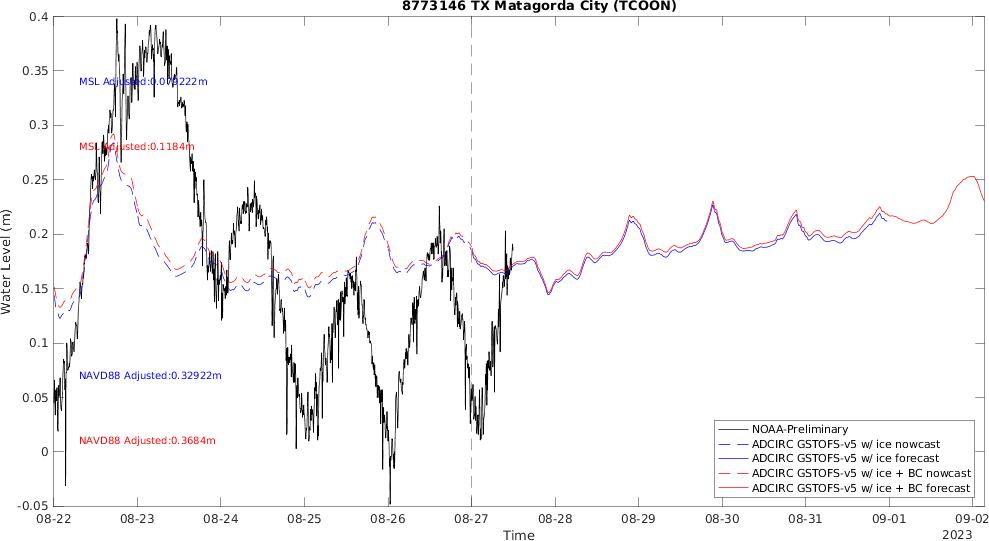 8773146 TX Matagorda City (TCOON)
0.4
0.35
0.3
0.25
0.2
0.15
0.1
0.05
0
-0.05
Water Level (m)
MSL Adjusted:0.079222m
MSL Adjusted:0.1184m
NAVD88 Adjusted:0.32922m
NAVD88 Adjusted:0.3684m
NOAA-Preliminary
ADCIRC GSTOFS-v5 w/ ice nowcast
ADCIRC GSTOFS-v5 w/ ice forecast
ADCIRC GSTOFS-v5 w/ ice + BC nowcast
ADCIRC GSTOFS-v5 w/ ice + BC forecast
08-22 08-23 08-24 08-25 08-26 08-27 08-28 08-29 08-30 08-31 09-01 09-02
Time
2023